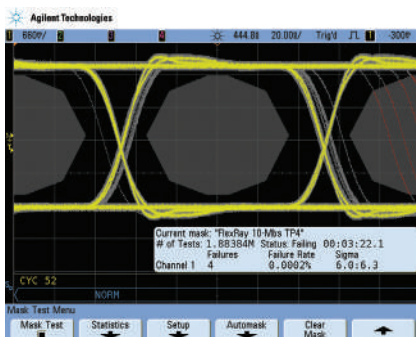 Agilent Technologies
1 660▽/ 2 3 4 444.8▽ 20.00▽/ Trig'd 1 -300▽
Current mask: "FlexRay 10-Mbs TP4"
# of Tests: 1.88384M Status: Failing 00:03:22.1
Failures Failure Rate Sigma
Channel 1 4 0.0002% 6.0:6.3
CYC 52
NORM
Mask Test Menu
Mask Test Statistics Setup Automask Clear
Mask